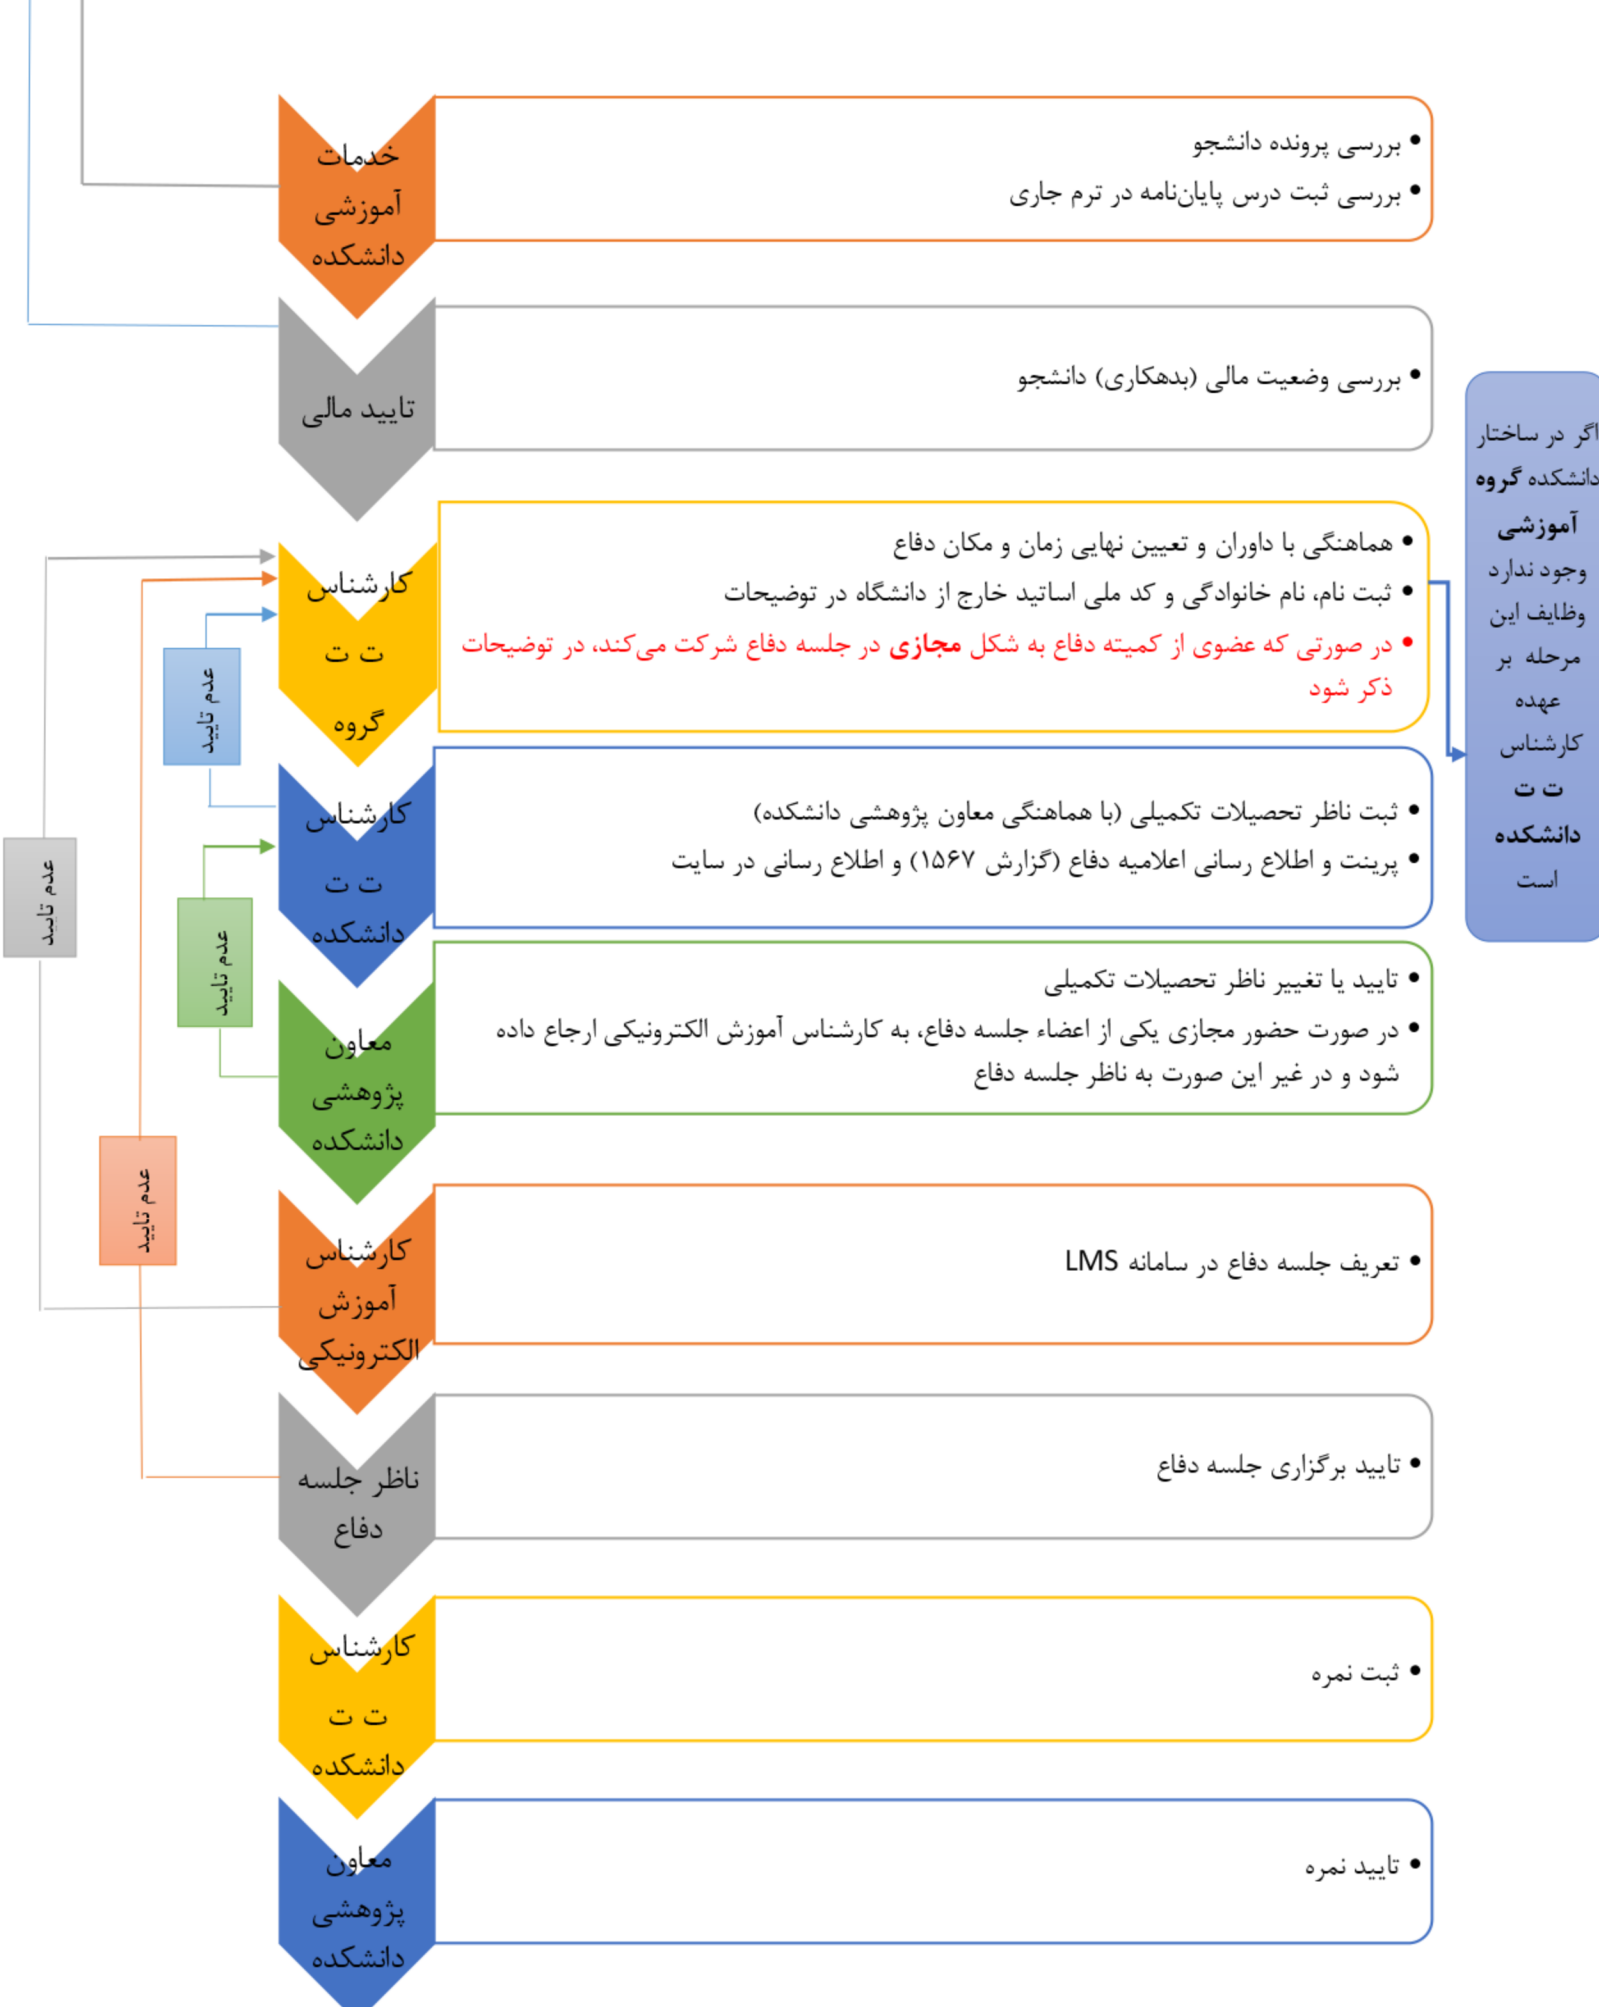 خدمات
آموزشی
دانشکده
• بررسی پرونده دانشجو
• بررسی ثبت درس پایان‌نامه در ترم جاری
تایید مالی
• بررسی وضعیت مالی (بدهکاری) دانشجو
کارشناس
ت ت
گروه
• هماهنگی با داوران و تعیین نهایی زمان و مکان دفاع
• ثبت نام، نام خانوادگی و کد ملی اساتید خارج از دانشگاه در توضیحات
• در صورتی که عضوی از کمیته دفاع به شکل مجازی در جلسه دفاع شرکت می‌کند، در توضیحات
ذکر شود
اگر در ساختار
دانشکده گروه
آموزشی
وجود ندارد
وظایف این
مرحله بر
عهده
کارشناس
ت ت
دانشکده
است
عدم تایید
کارشناس
ت ت
دانشکده
• ثبت ناظر تحصیلات تکمیلی (با هماهنگی معاون پژوهشی دانشکده)
• پرینت و اطلاع رسانی اعلامیه دفاع (گزارش ۱۵۶۷) و اطلاع رسانی در سایت
عدم تایید
عدم تایید
معاون
پژوهشی
دانشکده
• تایید یا تغییر ناظر تحصیلات تکمیلی
• در صورت حضور مجازی یکی از اعضاء جلسه دفاع، به کارشناس آموزش الکترونیکی ارجاع داده
شود و در غیر این صورت به ناظر جلسه دفاع
عدم تایید
کارشناس
آموزش
الکترونیکی
• تعریف جلسه دفاع در سامانه LMS
ناظر جلسه
دفاع
• تایید برگزاری جلسه دفاع
کارشناس
ت ت
دانشکده
• ثبت نمره
معاون
پژوهشی
دانشکده
• تایید نمره